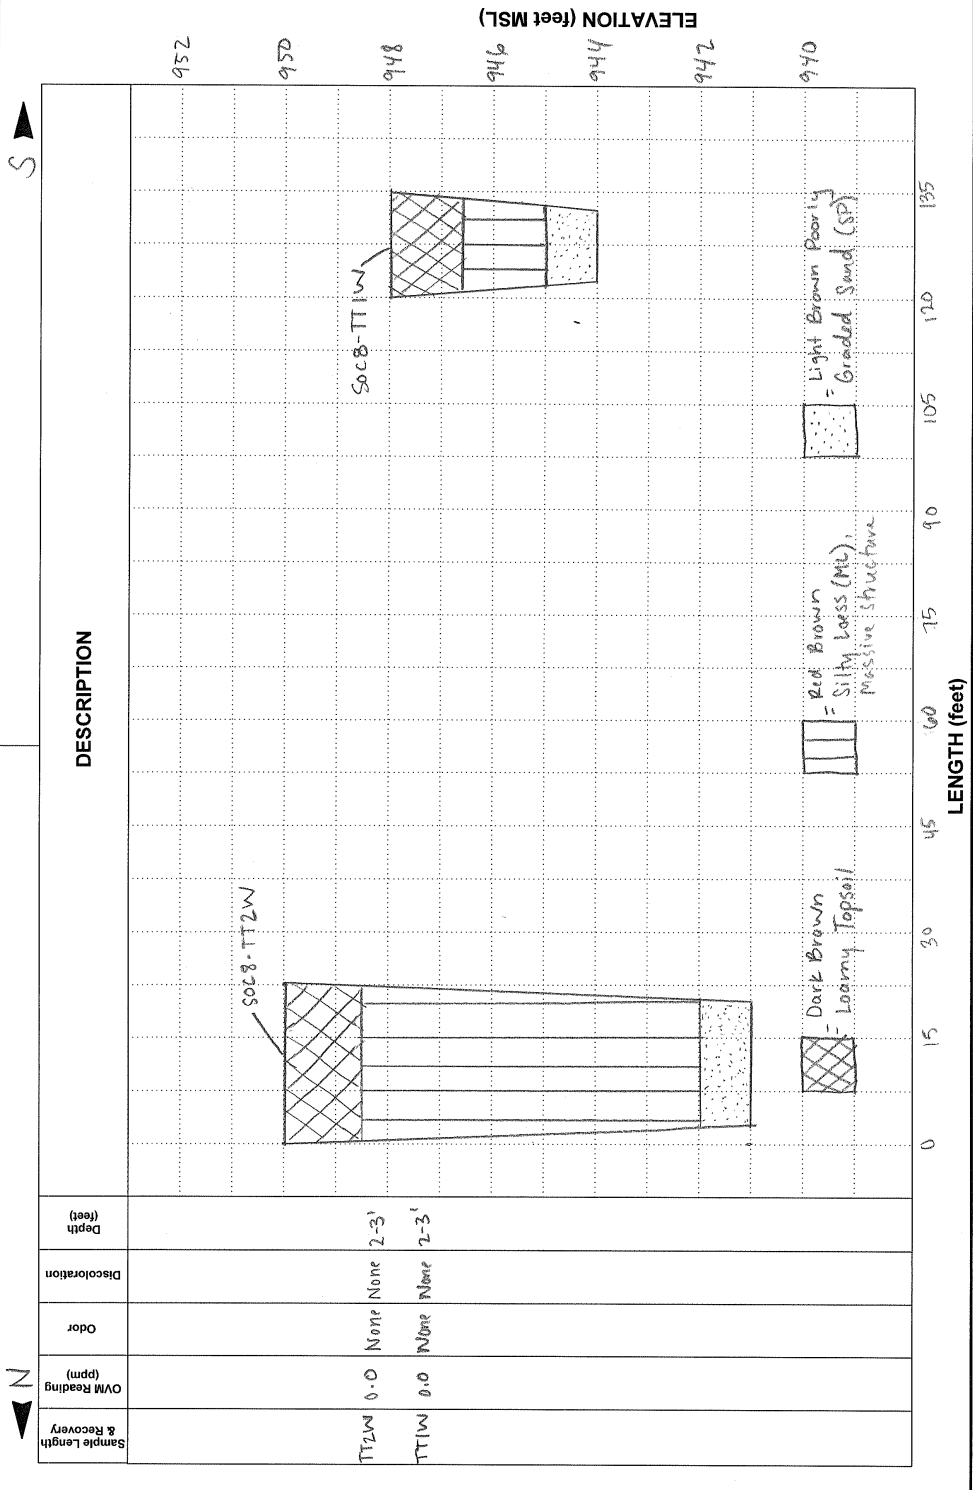 N
S
Sample Length
& Recovery
OVM Reading
(ppm)
Odor
Discoloration
Depth
(feet)
DESCRIPTION
ELEVATION (feet MSL)
952
950
948
946
944
942
940
TT2W 0.0 None None 2-3'
TT1W 0.0 None None 2-3'
SOC8-TT2W
SOC8-TT1W
= Dark Brown
Loamy Topsoil
= Red Brown
Silty Loess (ML),
Massive Structure
= Light Brown Poorly
Graded Sand (SP)
0 15 30 45 60 75 90 105 120 135
LENGTH (feet)